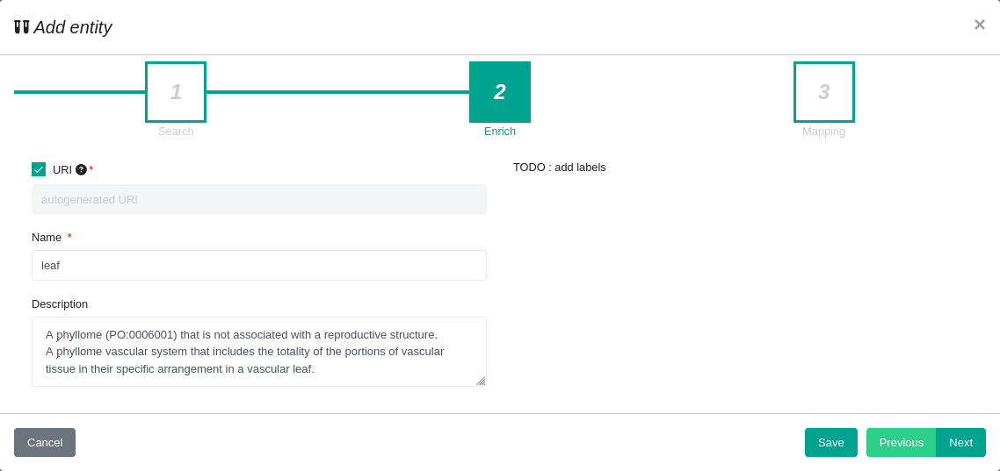 Add entity
×
1
2
3
Search
Enrich
Mapping
URI ? *
TODO : add labels
autogenerated URI
Name *
leaf
Description
A phyllome (PO:0006001) that is not associated with a reproductive structure.
A phyllome vascular system that includes the totality of the portions of vascular
tissue in their specific arrangement in a vascular leaf.
Cancel
Save
Previous
Next